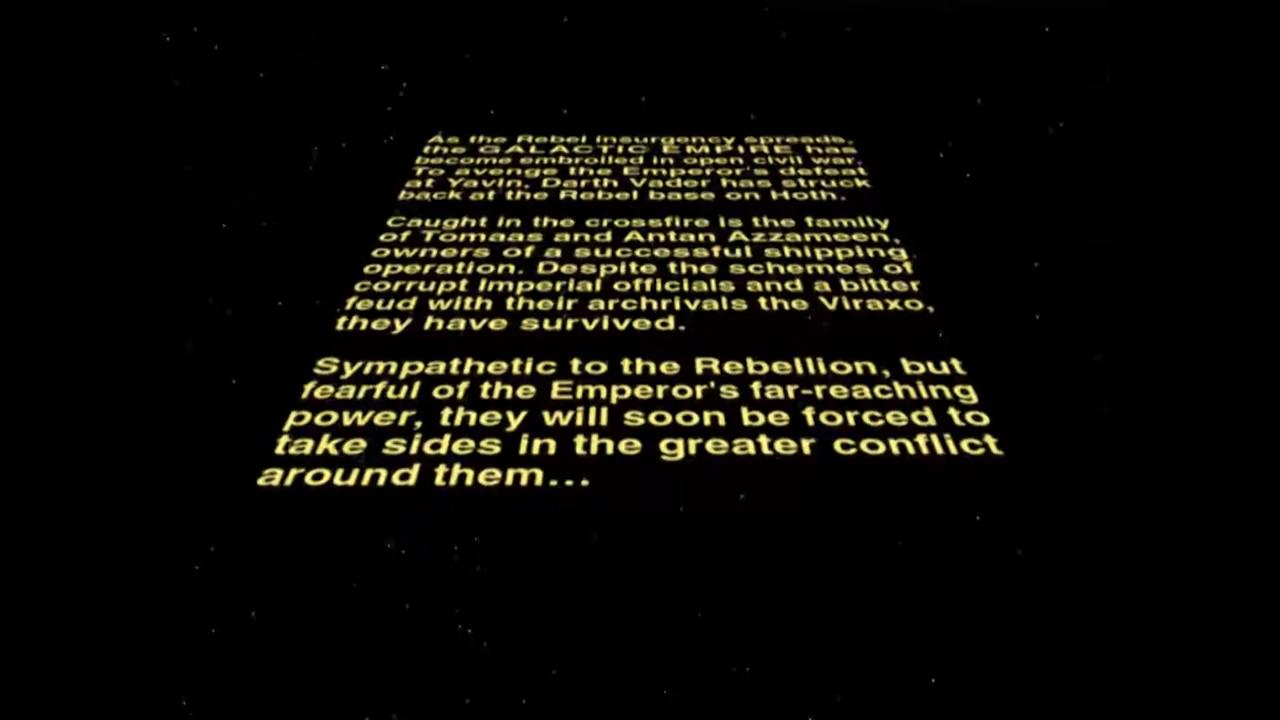 As the Rebel insurgency spreads,
the GALACTIC EMPIRE has
become embroiled in open civil war.
To avenge the Emperor's defeat
at Yavin, Darth Vader has struck
back at the Rebel base on Hoth.
Caught in the crossfire is the family
of Tomaas and Antan Azzameen,
owners of a successful shipping
operation. Despite the schemes of
corrupt Imperial officials and a bitter
feud with their archrivals the Viraxo,
they have survived.
Sympathetic to the Rebellion, but
fearful of the Emperor's far-reaching
power, they will soon be forced to
take sides in the greater conflict
around them...